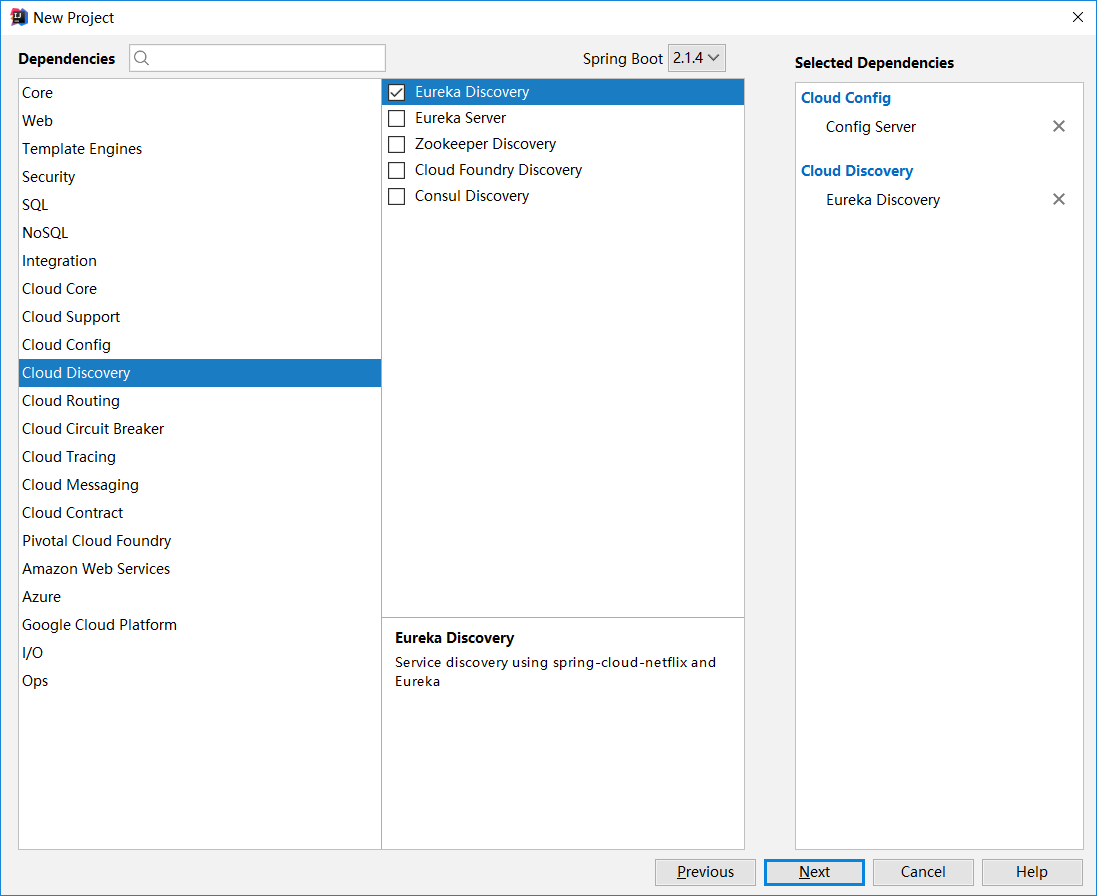 New Project
Dependencies
Spring Boot 2.1.4
Selected Dependencies
Core
Web
Template Engines
Security
SQL
NoSQL
Integration
Cloud Core
Cloud Support
Cloud Config
Cloud Discovery
Cloud Routing
Cloud Circuit Breaker
Cloud Tracing
Cloud Messaging
Cloud Contract
Pivotal Cloud Foundry
Amazon Web Services
Azure
Google Cloud Platform
I/O
Ops
Eureka Discovery
Eureka Server
Zookeeper Discovery
Cloud Foundry Discovery
Consul Discovery
Eureka Discovery
Service discovery using spring-cloud-netflix and
Eureka
Cloud Config
Config Server
Cloud Discovery
Eureka Discovery
Previous
Next
Cancel
Help